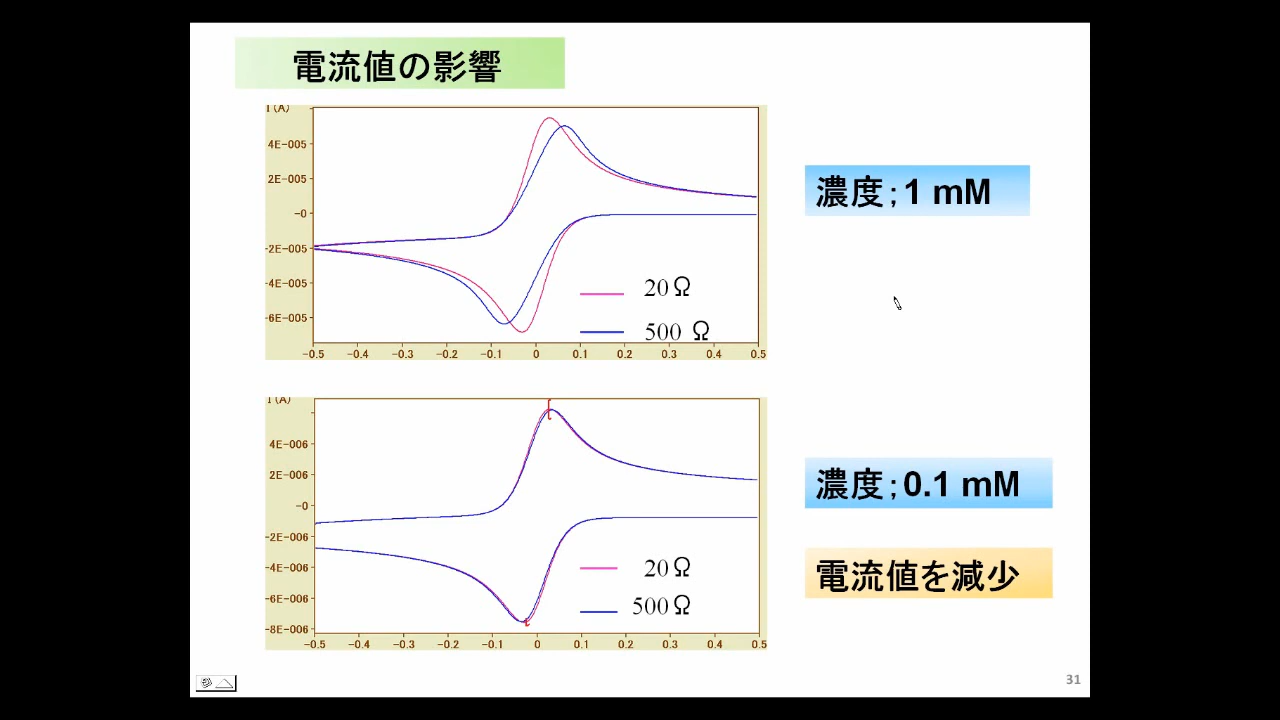 電流値の影響
I (A)
4E-005
2E-005
-0
-2E-005
-4E-005
-6E-005
-0.5 -0.4 -0.3 -0.2 -0.1 0 0.1 0.2 0.3 0.4 0.5
20Ω
500 Ω
濃度;1 mM
I (A)
4E-006
2E-006
-0
-2E-006
-4E-006
-6E-006
-8E-006
-0.5 -0.4 -0.3 -0.2 -0.1 0 0.1 0.2 0.3 0.4 0.5
20Ω
500Ω
濃度;0.1 mM
電流値を減少
31